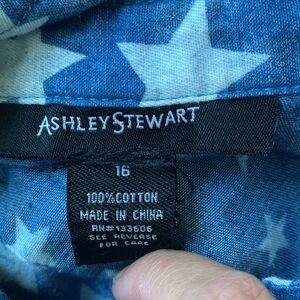 ASHLEY STEWART
16
100%COTTON
MADE IN CHINA
RN#133606
SEE REVERSE
FOR CARE